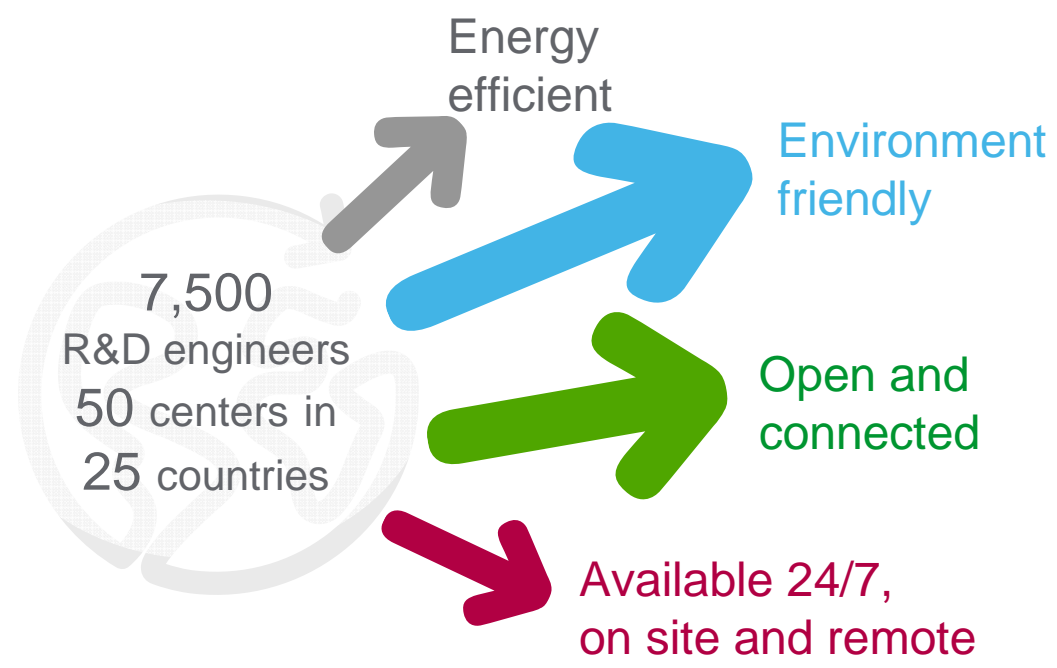 Energy
efficient
Environment
friendly
7,500
R&D engineers
50 centers in
25 countries
Open and
connected
Available 24/7,
on site and remote